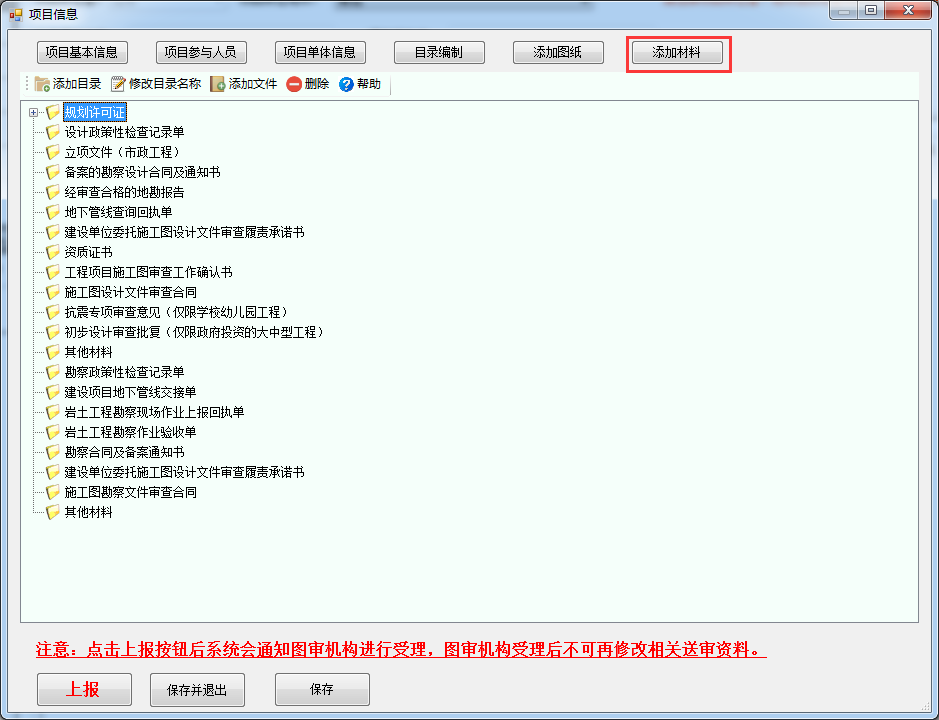 项目信息
项目基本信息 项目参与人员 项目单体信息 目录编制 添加图纸 添加材料
添加目录 修改目录名称 添加文件 删除 帮助
规划许可证
设计政策性检查记录单
立项文件（市政工程）
备案的勘察设计合同及通知书
经审查合格的地勘报告
地下管线查询回执单
建设单位委托施工图设计文件审查履责承诺书
资质证书
工程项目施工图审查工作确认书
施工图设计文件审查合同
抗震专项审查意见（仅限学校幼儿园工程）
初步设计审查批复（仅限政府投资的大中型工程）
其他材料
勘察政策性检查记录单
建设项目地下管线交接单
岩土工程勘察现场作业上报回执单
岩土工程勘察作业验收单
勘察合同及备案通知书
建设单位委托施工图设计文件审查履责承诺书
施工图勘察文件审查合同
其他材料
注意：点击上报按钮后系统会通知图审机构进行受理，图审机构受理后不可再修改相关送审资料。
上报 保存并退出 保存